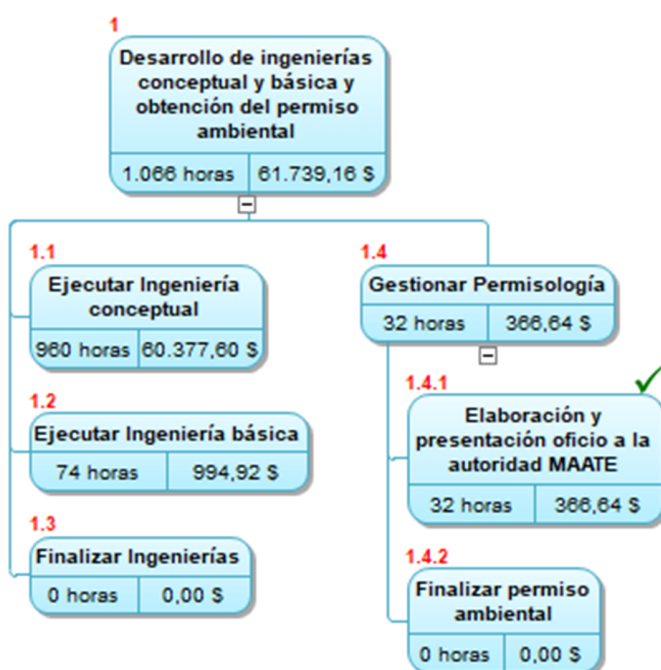 1
Desarrollo de ingenierías
conceptual y básica y
obtención del permiso
ambiental
1.066 horas 61.739,16 $
1.1
Ejecutar Ingeniería
conceptual
960 horas 60.377,60 $
1.2
Ejecutar Ingeniería básica
74 horas 994,92 $
1.3
Finalizar Ingenierías
0 horas 0,00 $
1.4
Gestionar Permisología
32 horas 366,64 $
1.4.1
Elaboración y
presentación oficio a la
autoridad MAATE
32 horas 366,64 $
1.4.2
Finalizar permiso
ambiental
0 horas 0,00 $